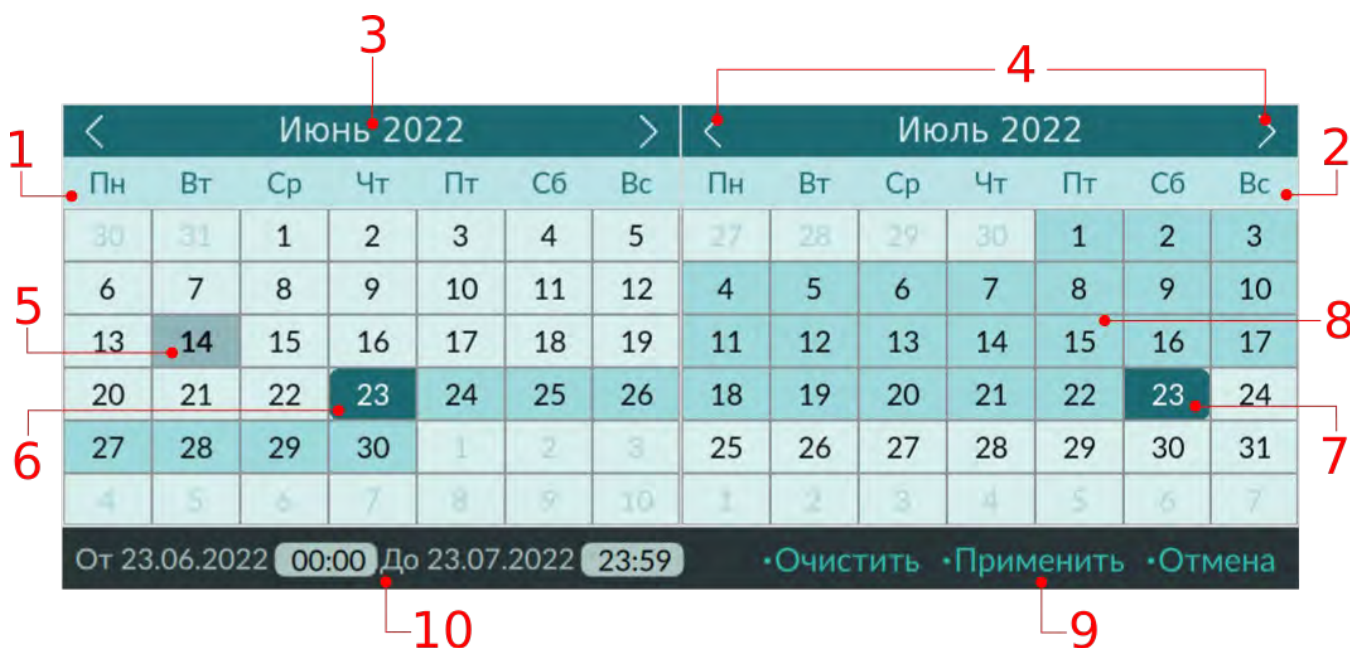 3
4
Июнь 2022 Июль 2022
1
2
Пн Вт Ср Чт Пт Сб Вс Пн Вт Ср Чт Пт Сб Вс
30 31 1 2 3 4 5 27 28 29 30 1 2 3
6 7 8 9 10 11 12 4 5 6 7 8 9 10
5
8
13 14 15 16 17 18 19 11 12 13 14 15 16 17
20 21 22 23 24 25 26 18 19 20 21 22 23 24
6
7
27 28 29 30 1 2 3 25 26 27 28 29 30 31
4 5 6 7 8 9 10 1 2 3 4 5 6 7
От 23.06.2022 00:00 До 23.07.2022 23:59 •Очистить •Применить •Отмена
10
9